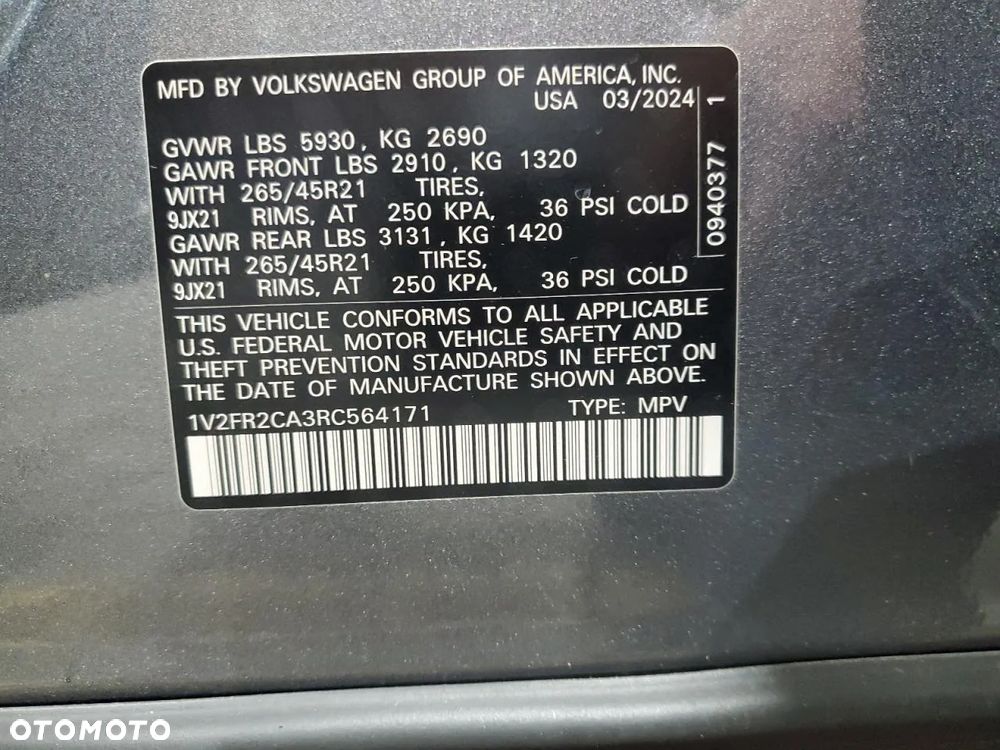 MFD BY VOLKSWAGEN GROUP OF AMERICA, INC.
USA 03/2024
GVWR LBS 5930, KG 2690
GAWR FRONT LBS 2910, KG 1320
WITH 265/45R21 TIRES,
9JX21 RIMS, AT 250 KPA, 36 PSI COLD
GAWR REAR LBS 3131, KG 1420
WITH 265/45R21 TIRES,
9JX21 RIMS, AT 250 KPA, 36 PSI COLD
0940377 1
THIS VEHICLE CONFORMS TO ALL APPLICABLE
U.S. FEDERAL MOTOR VEHICLE SAFETY AND
THEFT PREVENTION STANDARDS IN EFFECT ON
THE DATE OF MANUFACTURE SHOWN ABOVE.
1V2FR2CA3RC564171 TYPE: MPV
OTOMOTO